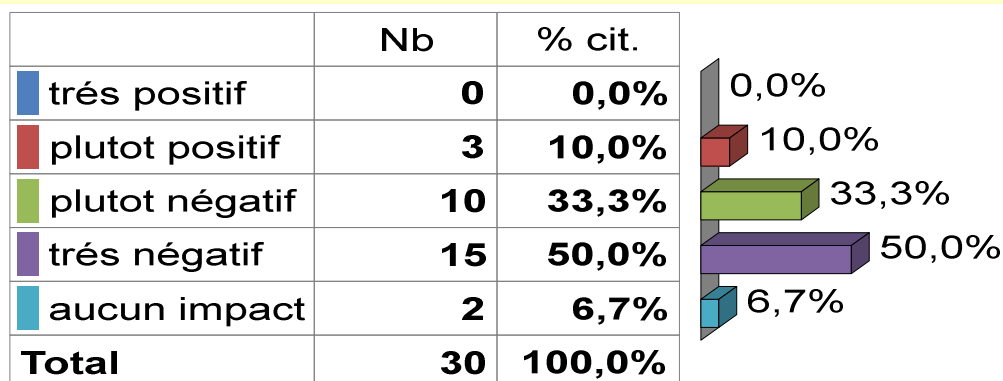 Nb % cit.
trés positif 0 0,0% 0,0%
plutot positif 3 10,0% 10,0%
plutot négatif 10 33,3% 33,3%
trés négatif 15 50,0% 50,0%
aucun impact 2 6,7% 6,7%
Total 30 100,0%